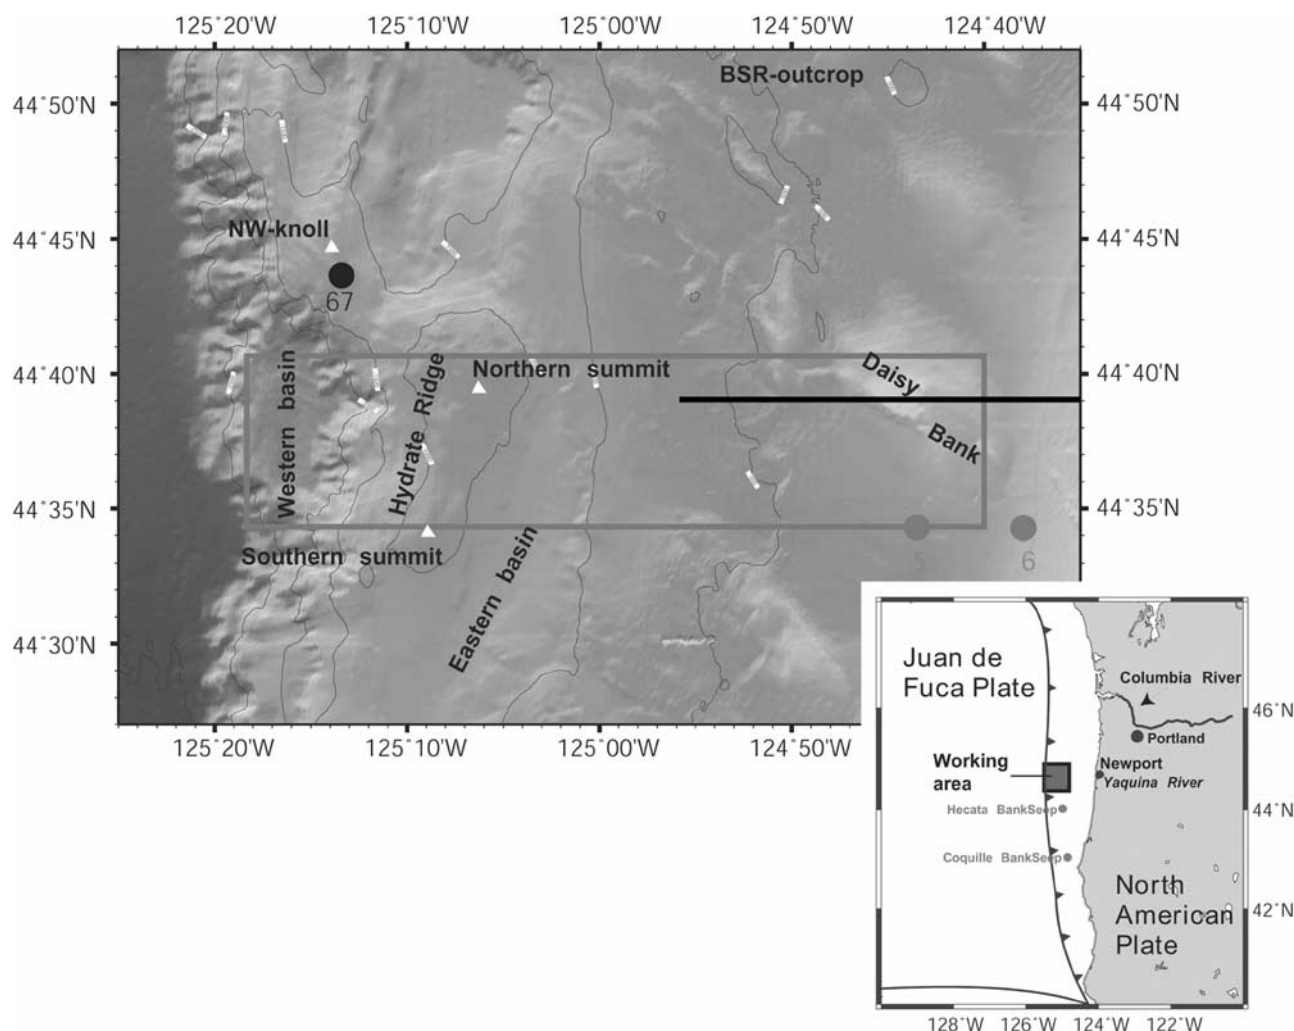 125°20'W 125°10'W 125°00'W 124°50'W 124°40'W
BSR-outcrop
44°50'N 44°50'N
NW-knoll
44°45'N 44°45'N
67
Northern summit
Daisy
44°40'N 44°40'N
Western basin
Hydrate Ridge
Bank
44°35'N 44°35'N
Southern summit
5 6
Eastern basin
44°30'N
125°20'W 125°10'W 125°00'W 124°50'W
Juan de
Fuca Plate
Columbia River
46°N
Portland
Working
area
Newport
Yaquina River
Hecata BankSeep
44°N
Coquille BankSeep
North
American
Plate
42°N
128°W 126°W 124°W 122°W